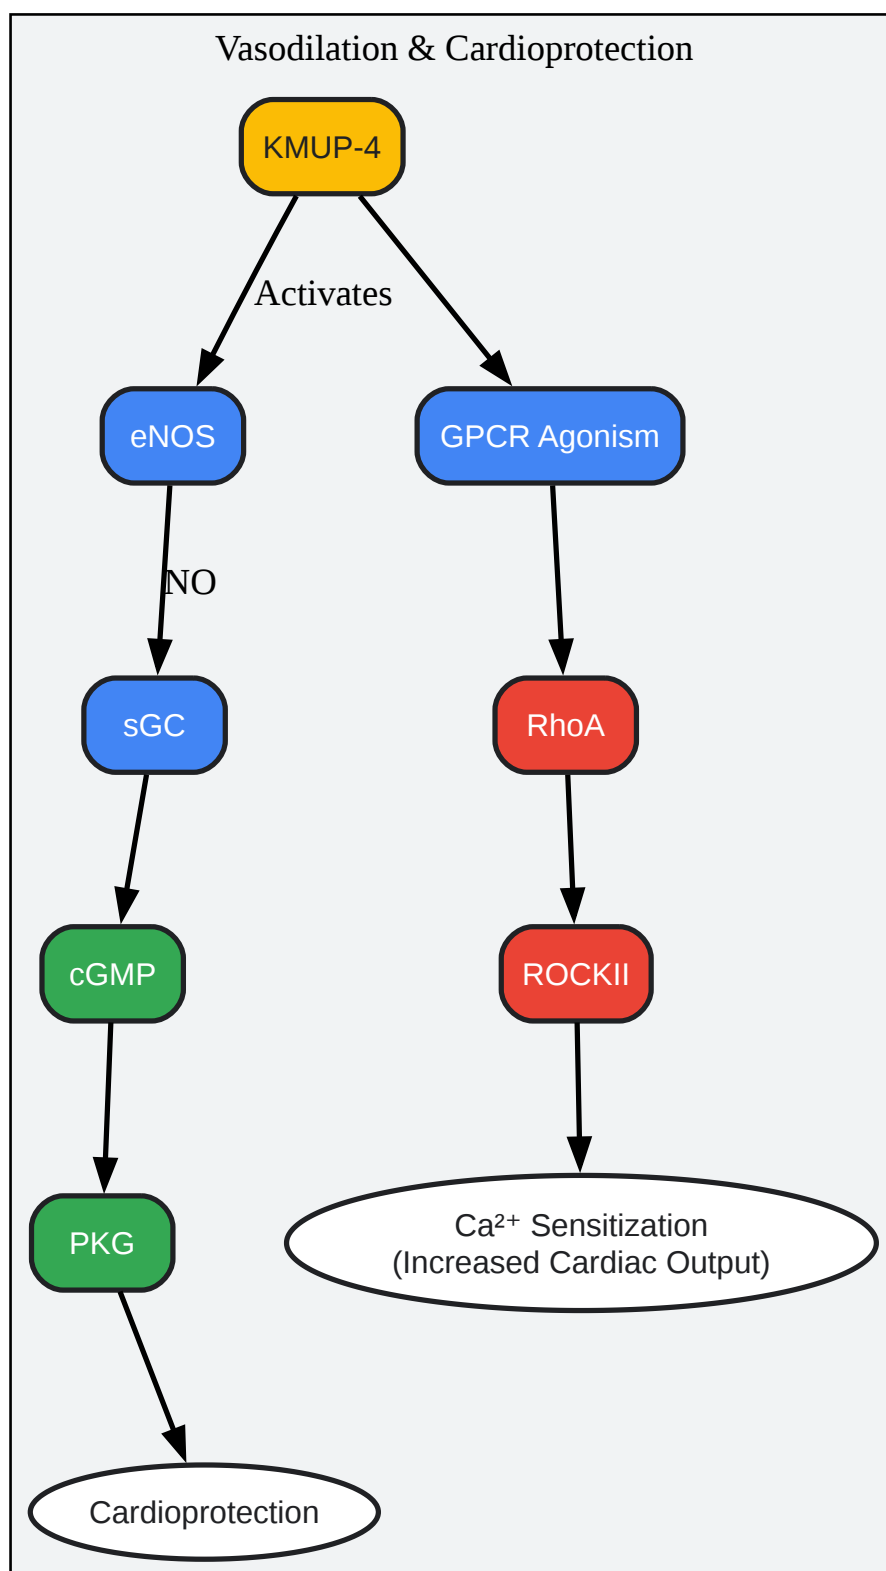 Vasodilation & Cardioprotection
KMUP-4
Activates
eNOS
GPCR Agonism
NO
sGC
RhoA
cGMP
ROCKII
PKG
Ca²⁺ Sensitization
(Increased Cardiac Output)
Cardioprotection